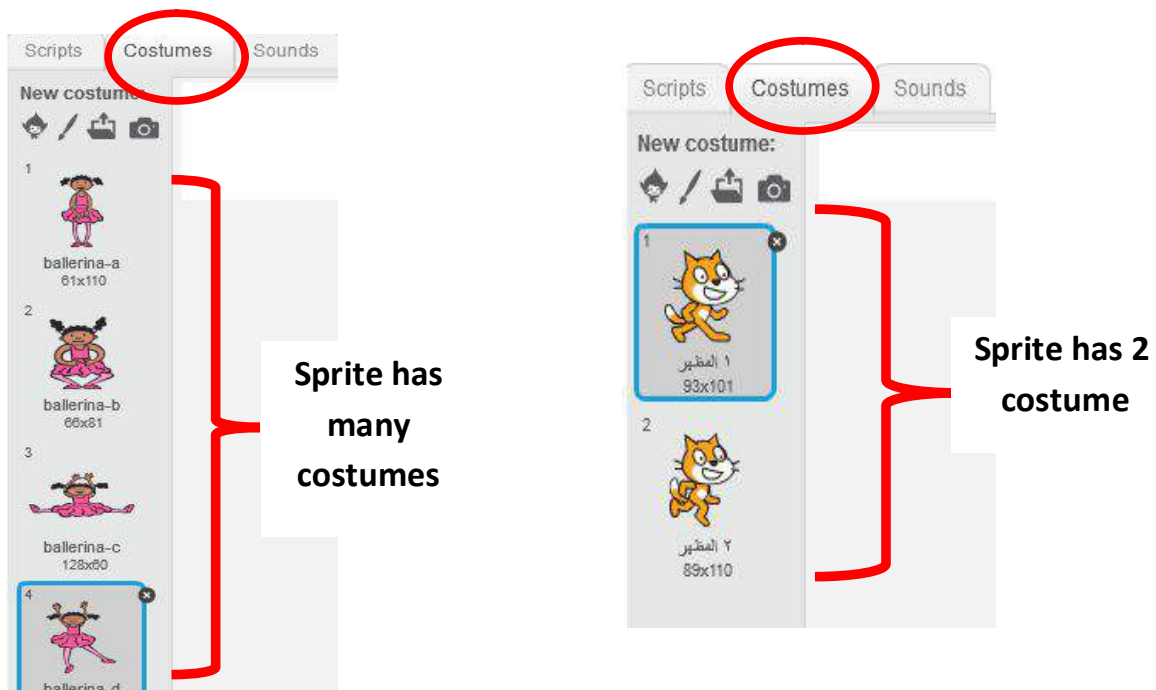 Scripts Costumes Sounds
New costume:
1
ballerina-a
61x110
2
ballerina-b
66x81
3
ballerina-c
128x60
4
ballerina-d
Sprite has
many
costumes
Scripts Costumes Sounds
New costume:
1
١ المظهر
93x101
2
٢ المظهر
89x110
Sprite has 2
costume